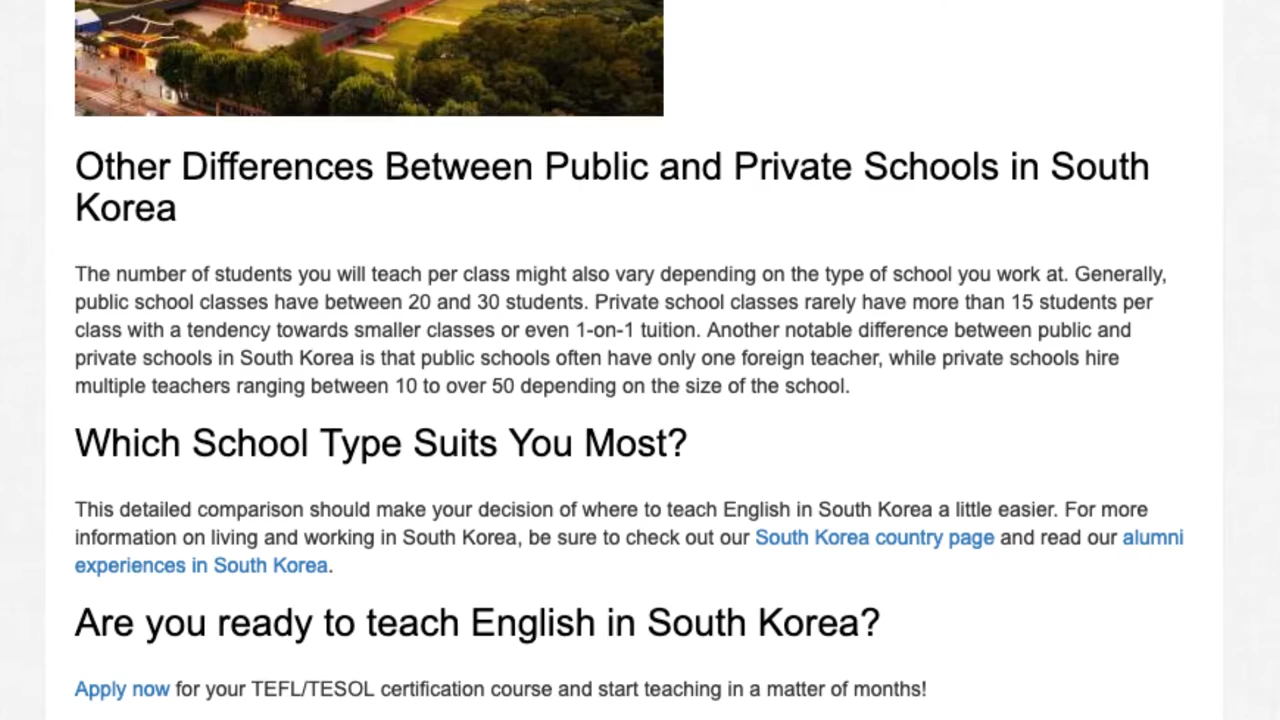 Other Differences Between Public and Private Schools in South
Korea
The number of students you will teach per class might also vary depending on the type of school you work at. Generally,
public school classes have between 20 and 30 students. Private school classes rarely have more than 15 students per
class with a tendency towards smaller classes or even 1-on-1 tuition. Another notable difference between public and
private schools in South Korea is that public schools often have only one foreign teacher, while private schools hire
multiple teachers ranging between 10 to over 50 depending on the size of the school.
Which School Type Suits You Most?
This detailed comparison should make your decision of where to teach English in South Korea a little easier. For more
information on living and working in South Korea, be sure to check out our South Korea country page and read our alumni
experiences in South Korea.
Are you ready to teach English in South Korea?
Apply now for your TEFL/TESOL certification course and start teaching in a matter of months!